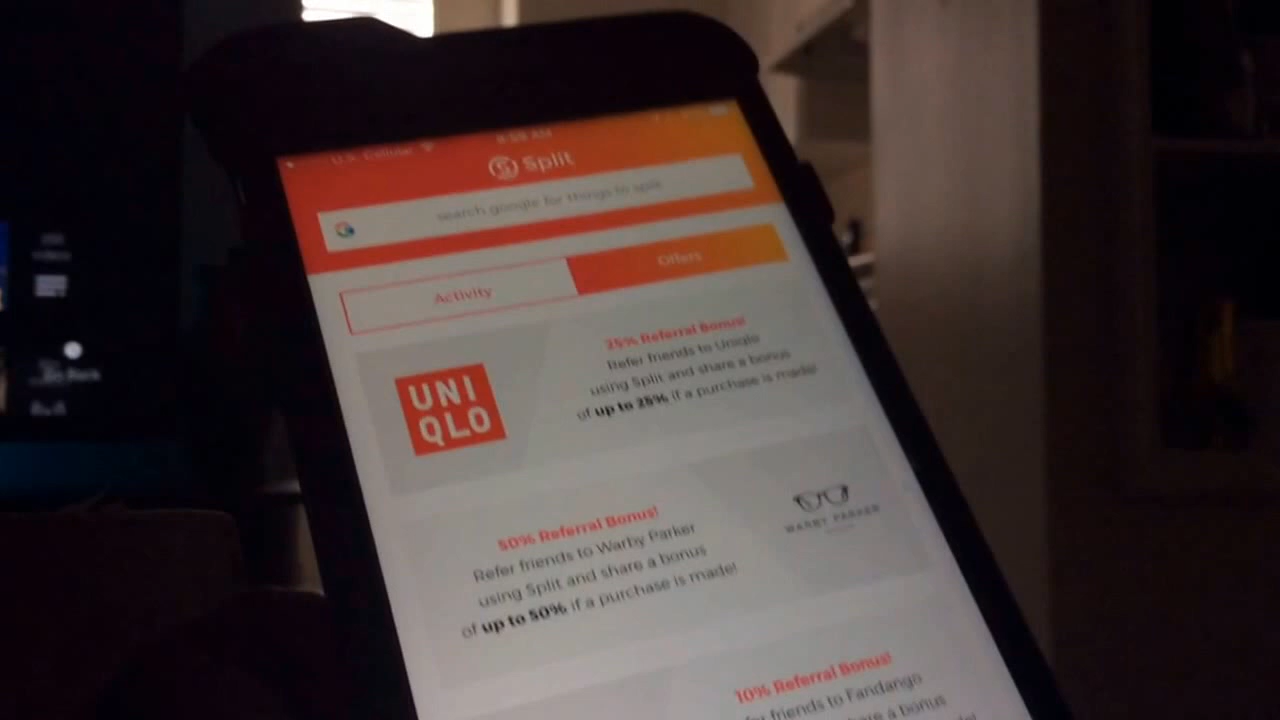 U.S. Cellular
Split
search google for things to split
Activity
Offers
25% Referral Bonus!
Refer friends to Uniqlo
using Split and share a bonus
of up to 25% if a purchase is made!
UNI
QLO
50% Referral Bonus!
Refer friends to Warby Parker
using Split and share a bonus
of up to 50% if a purchase is made!
WARBY PARKER
10% Referral Bonus!
friends to Fandango
share a bonus